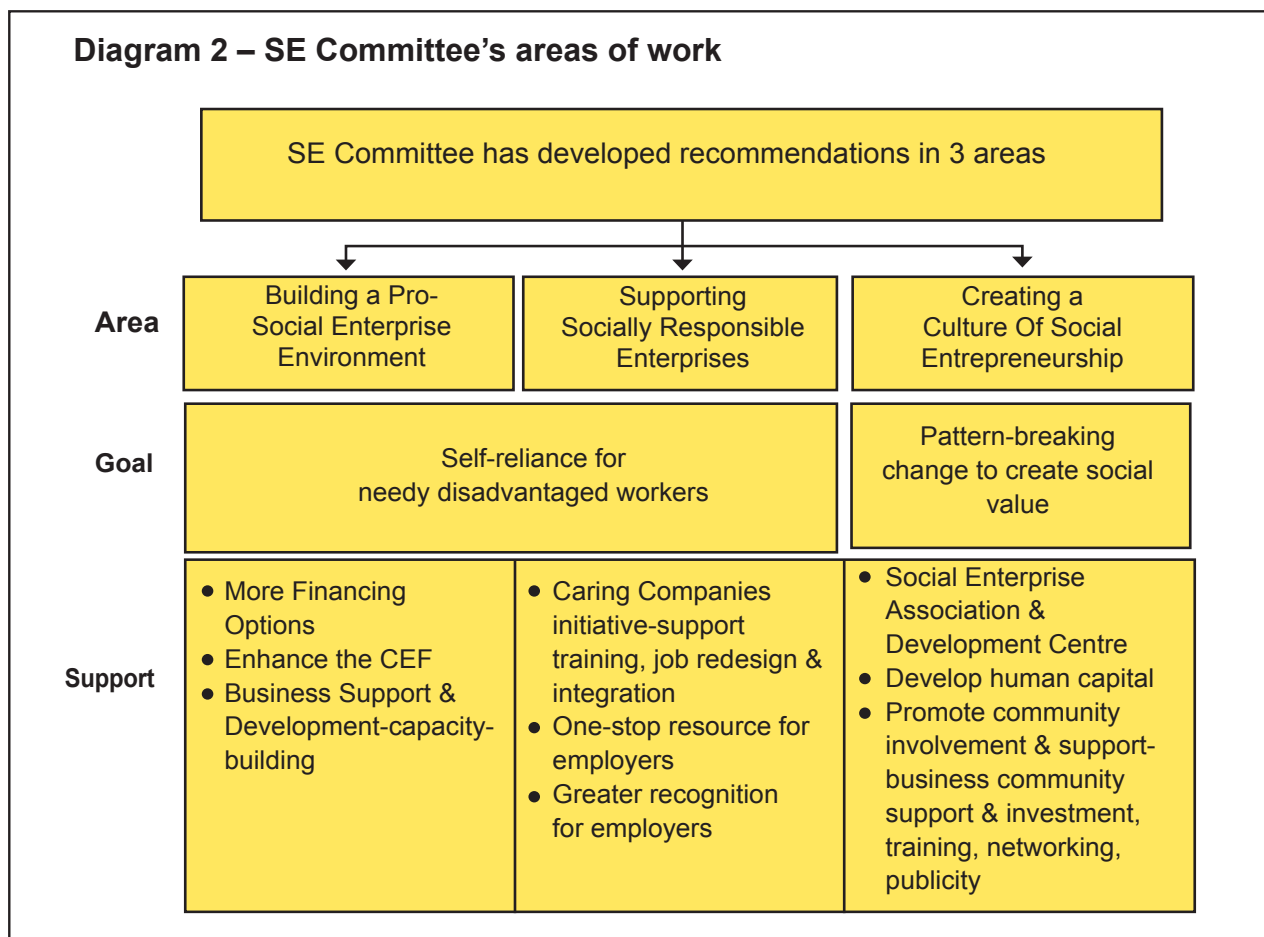 Diagram 2 – SE Committee’s areas of work
SE Committee has developed recommendations in 3 areas
Area
Building a Pro-
Social Enterprise
Environment
Supporting
Socially Responsible
Enterprises
Creating a
Culture Of Social
Entrepreneurship
Goal
Self-reliance for
needy disadvantaged workers
Pattern-breaking
change to create social
value
Support
● More Financing
Options
● Enhance the CEF
● Business Support &
Development-capacity-
building
● Caring Companies
initiative-support
training, job redesign &
integration
● One-stop resource for
employers
● Greater recognition
for employers
● Social Enterprise
Association &
Development Centre
● Develop human capital
● Promote community
involvement & support-
business community
support & investment,
training, networking,
publicity